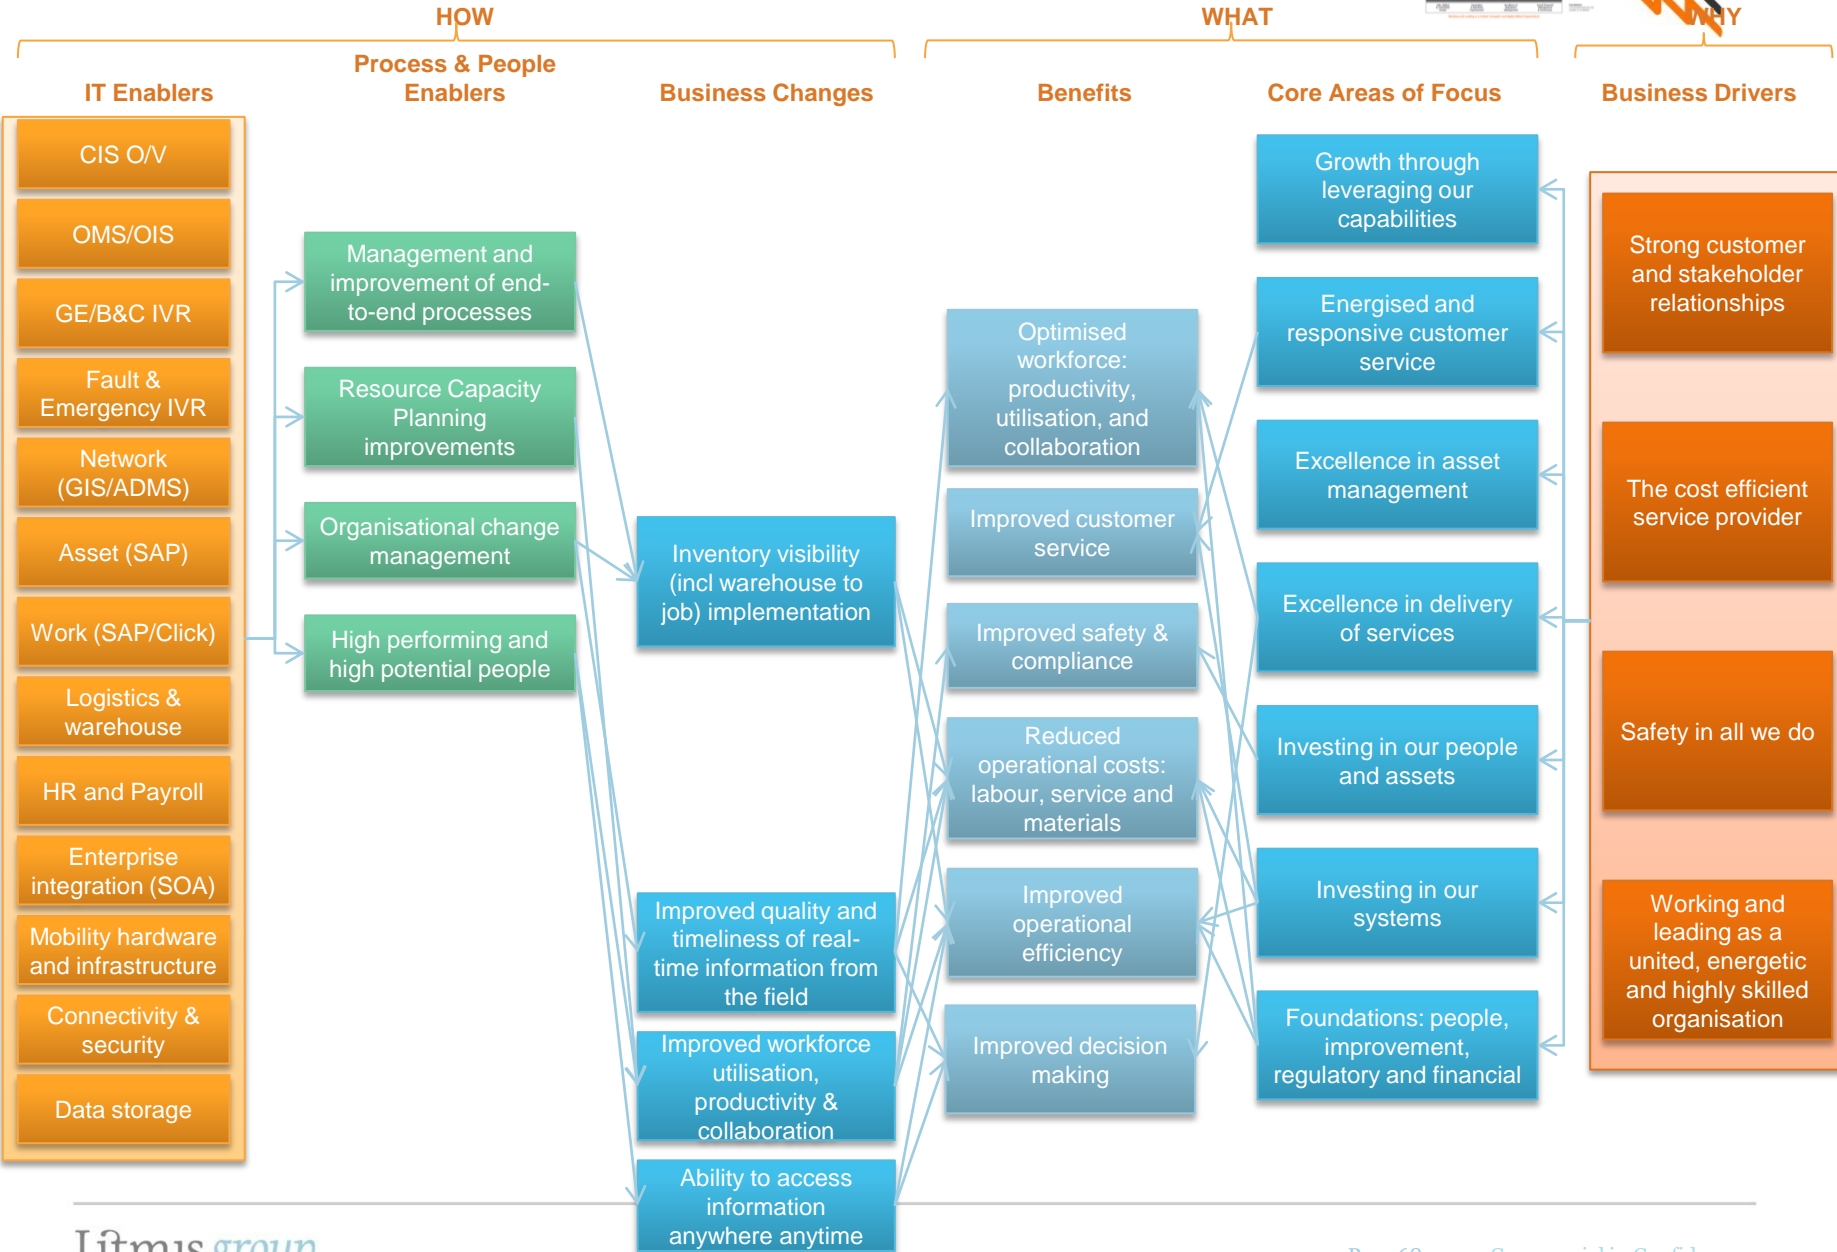 HOW
WHAT
WHY
IT Enablers
Process & People
Enablers
Business Changes
Benefits
Core Areas of Focus
Business Drivers
CIS O/V
OMS/OIS
GE/B&C IVR
Fault &
Emergency IVR
Network
(GIS/ADMS)
Asset (SAP)
Work (SAP/Click)
Logistics &
warehouse
HR and Payroll
Enterprise
integration (SOA)
Mobility hardware
and infrastructure
Connectivity &
security
Data storage
Management and
improvement of end-
to-end processes
Resource Capacity
Planning
improvements
Organisational change
management
High performing and
high potential people
Inventory visibility
(incl warehouse to
job) implementation
Improved quality and
timeliness of real-
time information from
the field
Improved workforce
utilisation,
productivity &
collaboration
Ability to access
information
anywhere anytime
Optimised
workforce:
productivity,
utilisation, and
collaboration
Improved customer
service
Improved safety &
compliance
Reduced
operational costs:
labour, service and
materials
Improved
operational
efficiency
Improved decision
making
Growth through
leveraging our
capabilities
Energised and
responsive customer
service
Excellence in asset
management
Excellence in delivery
of services
Investing in our people
and assets
Investing in our
systems
Foundations: people,
improvement,
regulatory and financial
Strong customer
and stakeholder
relationships
The cost efficient
service provider
Safety in all we do
Working and
leading as a
united, energetic
and highly skilled
organisation
Litmus group